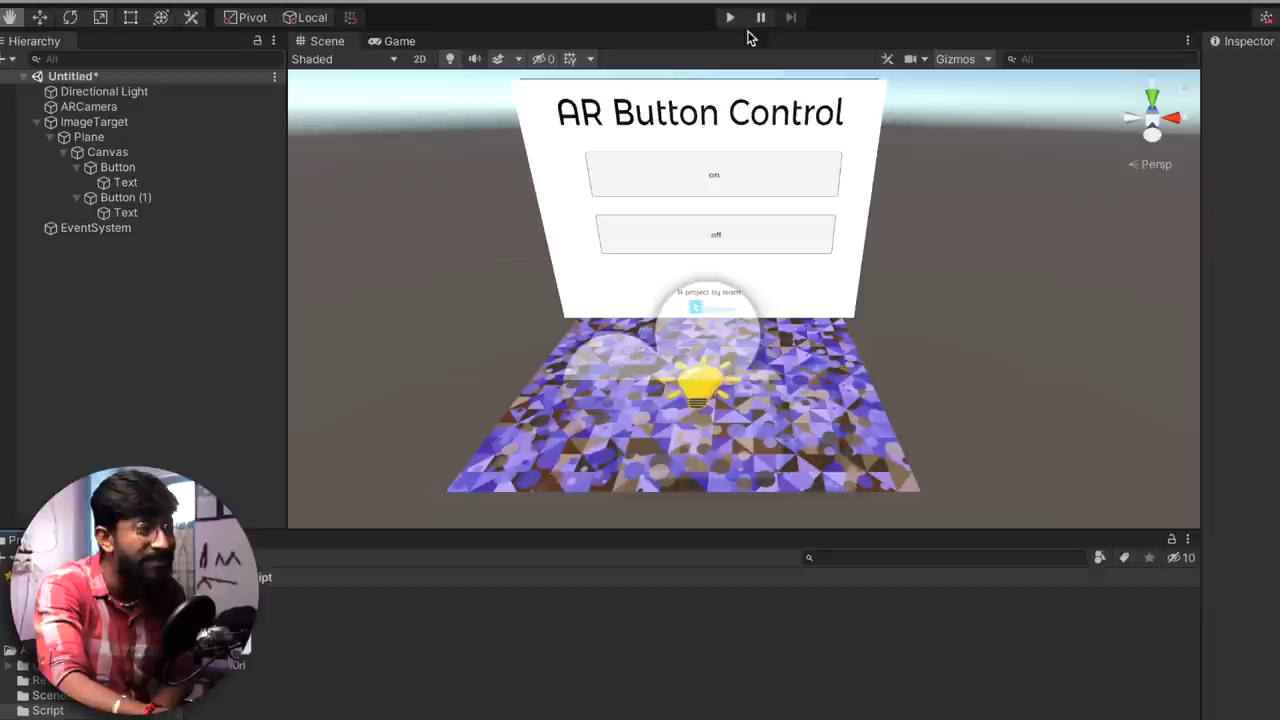 Pivot
Local
Hierarchy
Scene
Game
Inspector
All
Shaded
2D
0
Gizmos
All
Untitled*
Directional Light
ARCamera
ImageTarget
Plane
Canvas
Button
Text
Button (1)
Text
EventSystem
AR Button Control
on
off
A project by team
Persp
10
Script